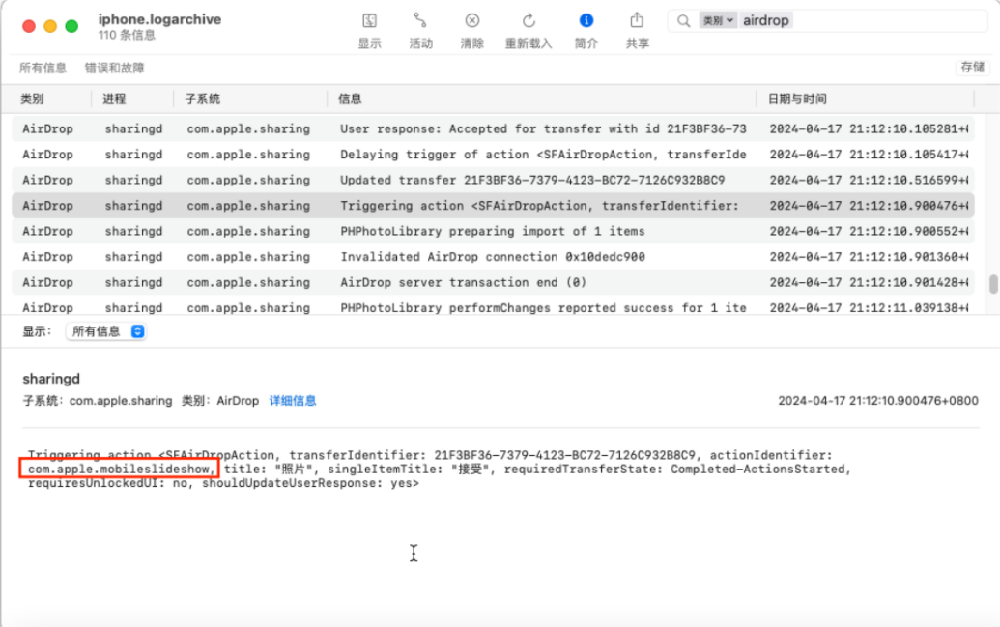 iphone.logarchive
110 条信息
显示 活动 清除 重新载入 简介 共享
类别 airdrop
所有信息 错误和故障 存储
类别 进程 子系统 信息 日期与时间
AirDrop sharingd com.apple.sharing User response: Accepted for transfer with id 21F3BF36-73 2024-04-17 21:12:10.105281+
AirDrop sharingd com.apple.sharing Delaying trigger of action <SFAirDropAction, transferIde 2024-04-17 21:12:10.105417+
AirDrop sharingd com.apple.sharing Updated transfer 21F3BF36-7379-4123-BC72-7126C932B8C9 2024-04-17 21:12:10.516599+
AirDrop sharingd com.apple.sharing Triggering action <SFAirDropAction, transferIdentifier: 2024-04-17 21:12:10.900476+
AirDrop sharingd com.apple.sharing PHPhotoLibrary preparing import of 1 items 2024-04-17 21:12:10.900552+
AirDrop sharingd com.apple.sharing Invalidated AirDrop connection 0x10dedc900 2024-04-17 21:12:10.901360+
AirDrop sharingd com.apple.sharing AirDrop server transaction end (0) 2024-04-17 21:12:10.901428+
AirDrop sharingd com.apple.sharing PHPhotoLibrary performChanges reported success for 1 ite 2024-04-17 21:12:11.039138+
显示： 所有信息
sharingd
子系统：com.apple.sharing 类别：AirDrop 详细信息 2024-04-17 21:12:10.900476+0800
Triggering action <SFAirDropAction, transferIdentifier: 21F3BF36-7379-4123-BC72-7126C932B8C9, actionIdentifier:
com.apple.mobileslideshow, title: "照片", singleItemTitle: "接受", requiredTransferState: Completed-ActionsStarted,
requiresUnlockedUI: no, shouldUpdateUserResponse: yes>